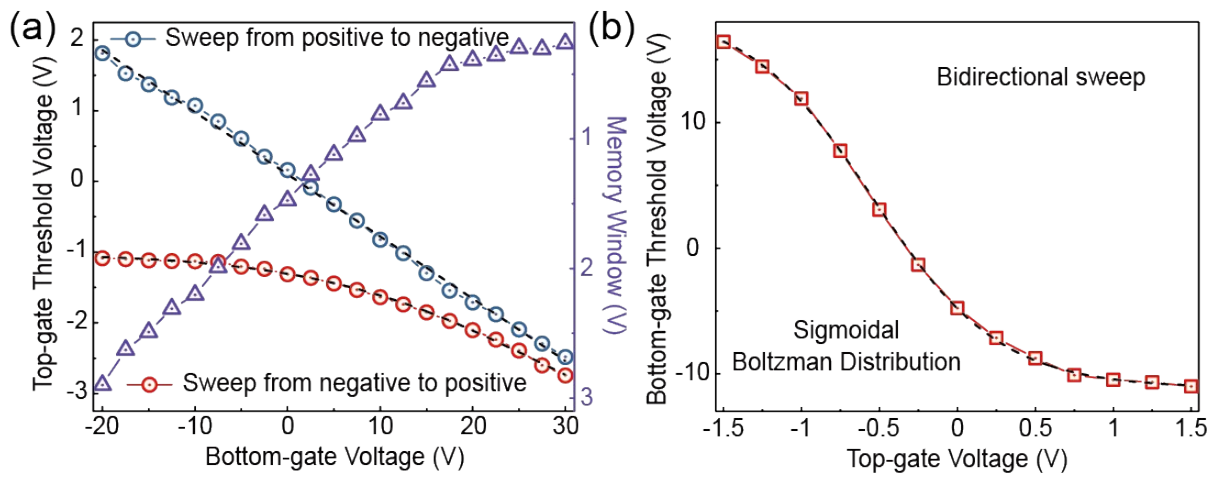 (a)
Sweep from positive to negative
Sweep from negative to positive
Top-gate Threshold Voltage (V)
2
1
0
-1
-2
-3
-20
-10
0
10
20
30
Bottom-gate Voltage (V)
1
2
3
Memory Window (V)
(b)
Bidirectional sweep
Sigmoidal
Boltzman Distribution
Bottom-gate Threshold Voltage (V)
10
0
-10
-1.5
-1
-0.5
0
0.5
1
1.5
Top-gate Voltage (V)